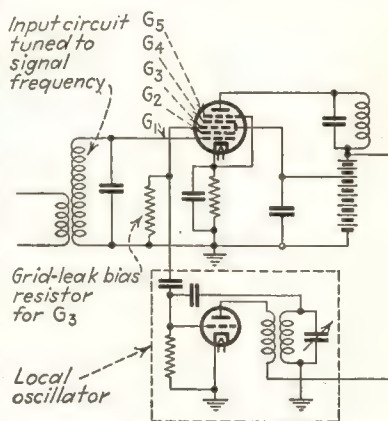 Input circuit
tuned to
signal
frequency
G5
G4
G3
G2
G1
Grid-leak bias
resistor
for G3
Local
oscillator